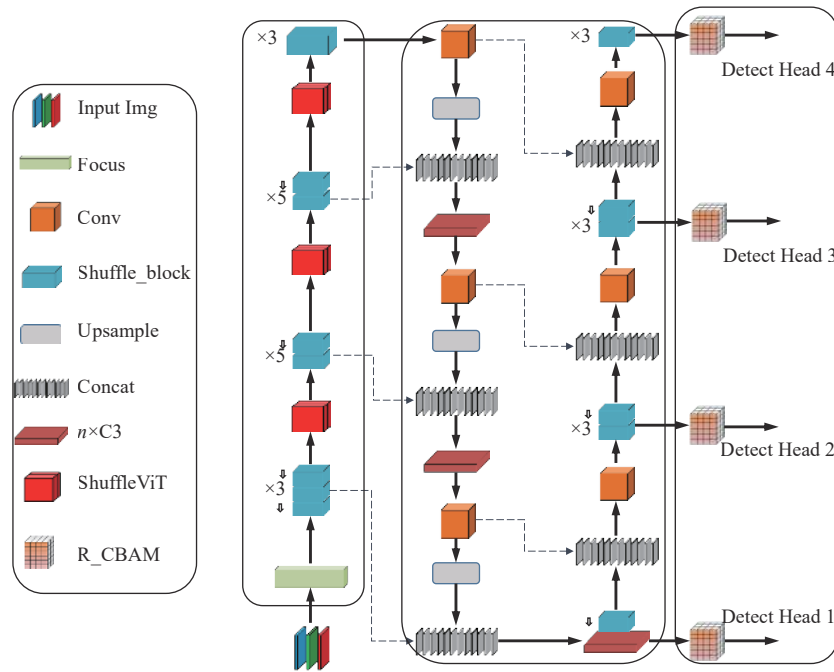 Input Img
Focus
Conv
Shuffle_block
Upsample
Concat
n×C3
ShuffleViT
R_CBAM
×3
×5
×5
×3
×3
×3
×3
Detect Head 4
Detect Head 3
Detect Head 2
Detect Head 1